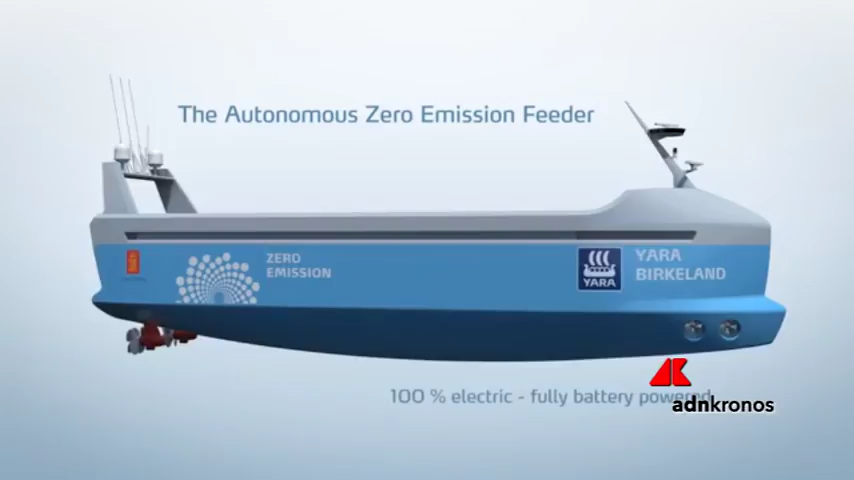 The Autonomous Zero Emission Feeder
ZERO
EMISSION
YARA
YARA
BIRKELAND
100 % electric - fully battery powered
adnkronos